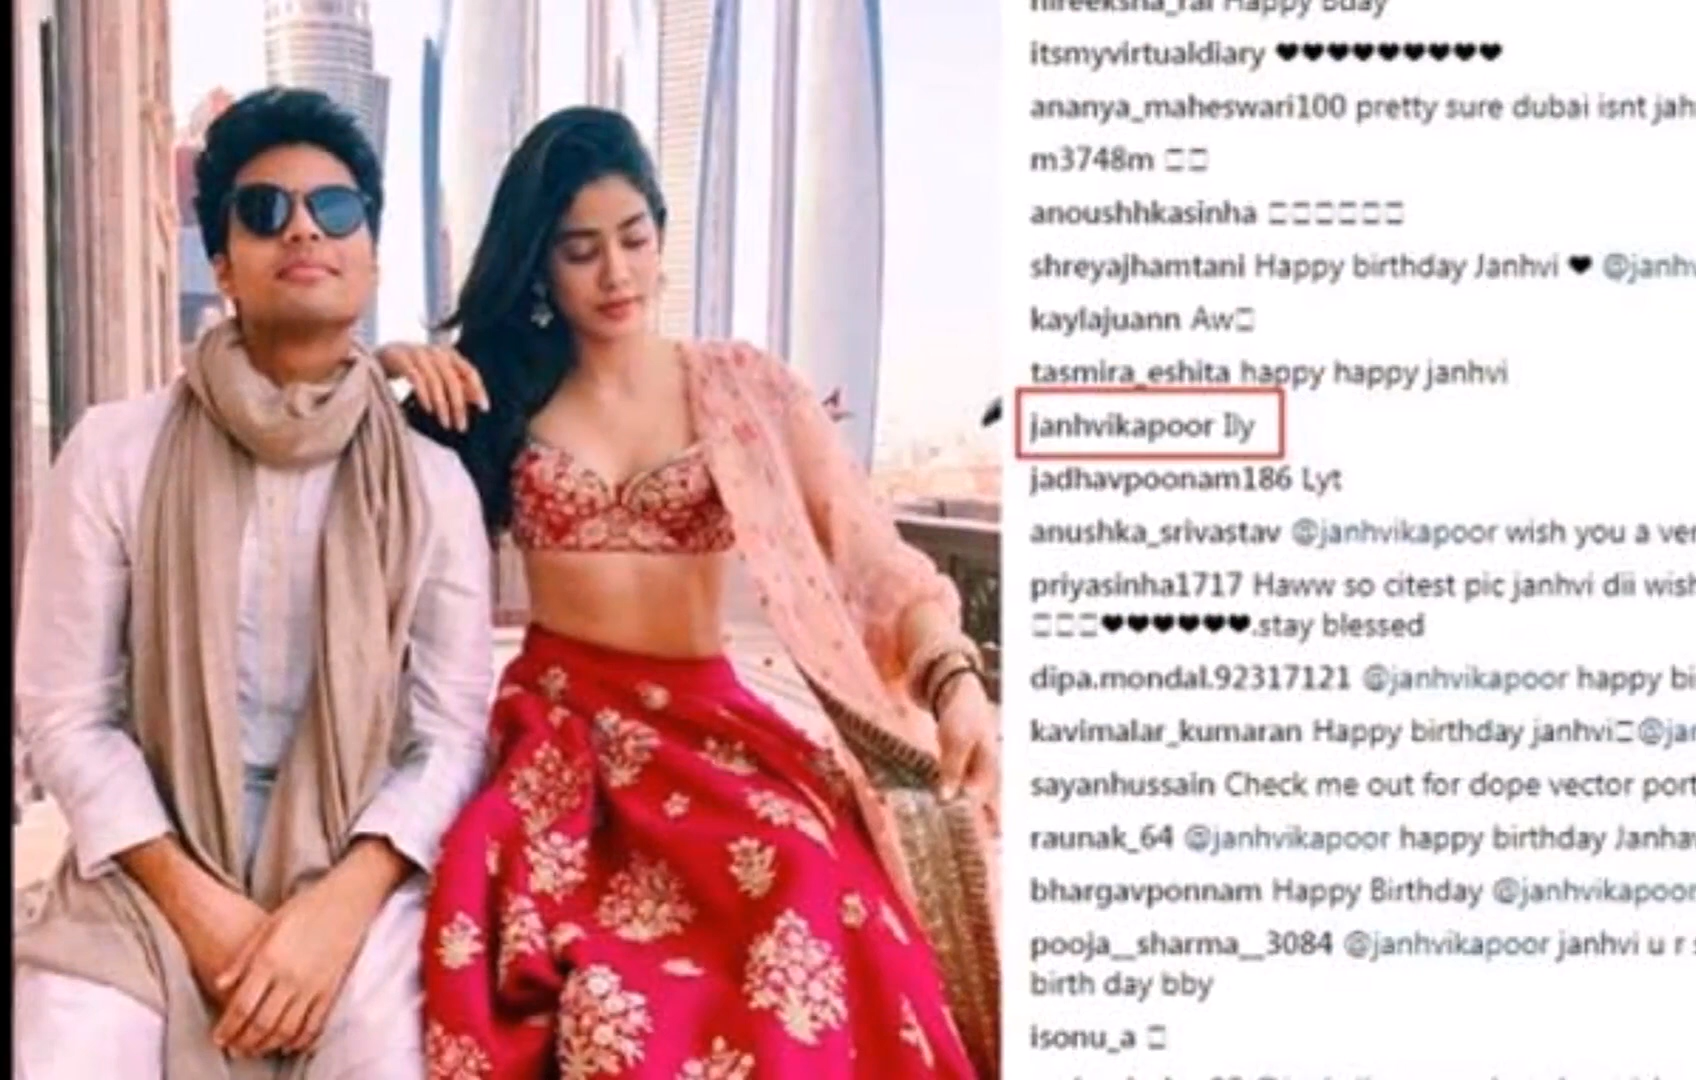 Happy Bday
itsmyvirtualdiary ❤❤❤❤❤❤❤❤❤
ananya_maheswari100 pretty sure dubai isnt
m3748m □□
anoushhkasinha □□□□□□
shreyajhamtani Happy birthday Janhvi ❤
kaylajuann Aw□
tasmira_eshita happy happy janhvi
janhvikapoor Ily
jadhavpoonam186 Lyt
anushka_srivastav @janhvikapoor wish you a
priyasinha1717 Haww so citest pic janhvi dii
□□□❤❤❤❤❤❤.stay blessed
dipa.mondal.92317121 @janhvikapoor happy
kavimalar_kumaran Happy birthday janhvi□
sayanhussain Check me out for dope vector
raunak_64 @janhvikapoor happy birthday
bhargavponnam Happy Birthday @janhvikapoor
pooja__sharma__3084 @janhvikapoor janhvi u r
birth day bby
isonu_a □